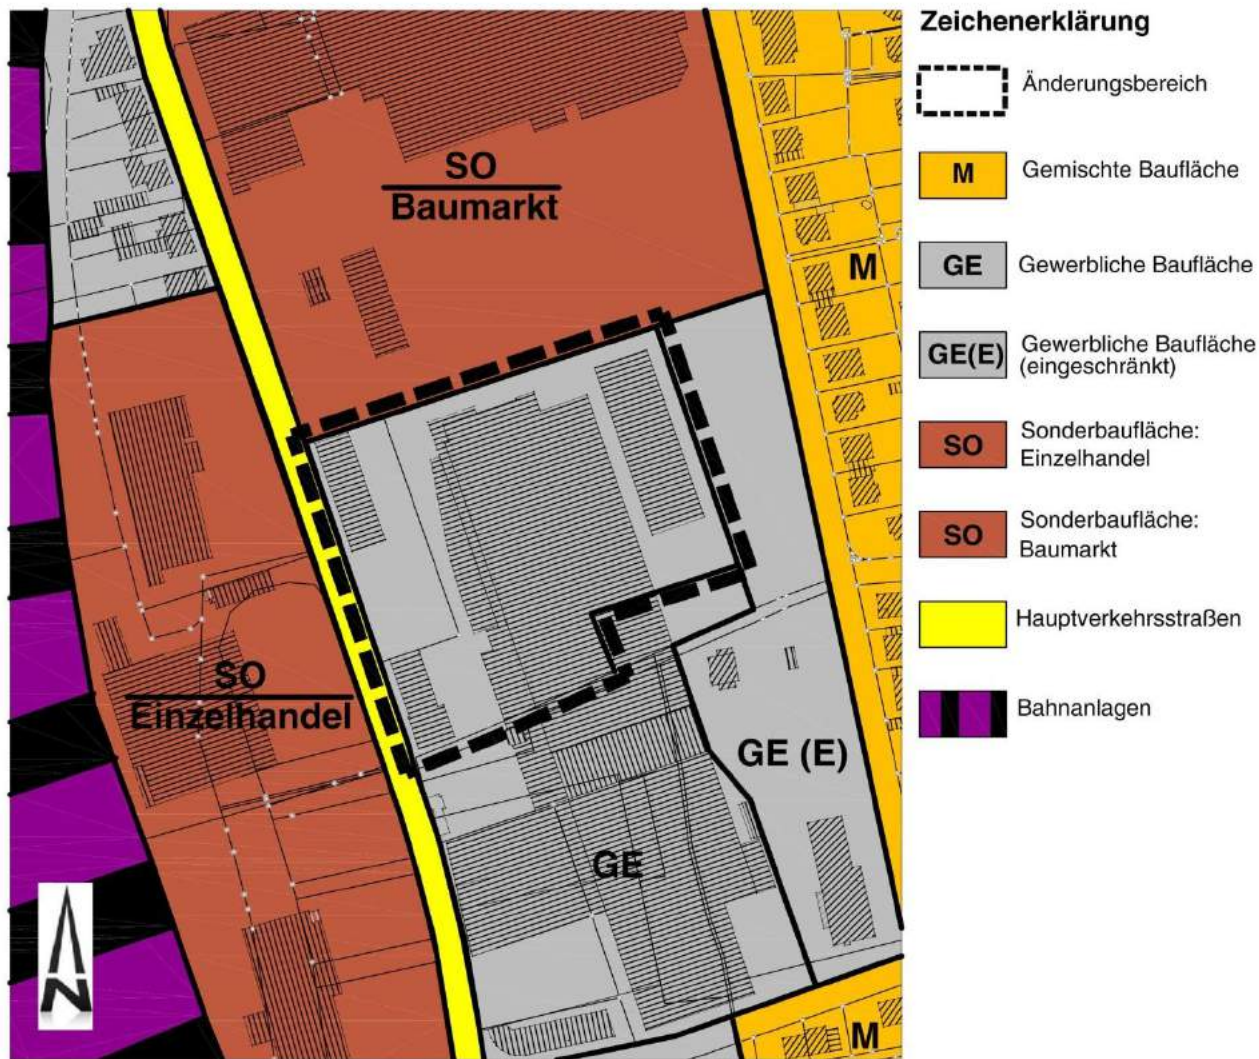 Zeichenerklärung
Änderungsbereich
M
Gemischte Baufläche
GE
Gewerbliche Baufläche
GE(E)
Gewerbliche Baufläche
(eingeschränkt)
SO
Sonderbaufläche:
Einzelhandel
SO
Sonderbaufläche:
Baumarkt
Hauptverkehrsstraßen
Bahnanlagen
SO
Baumarkt
M
SO
Einzelhandel
GE (E)
GE
M
N